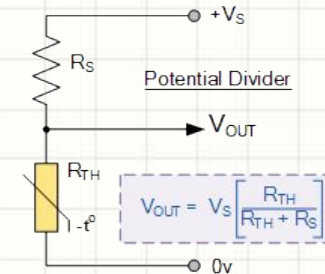 +VS
RS
Potential Divider
VOUT
RTH
-t°
VOUT = VS [ RTH / RTH + RS ]
0v